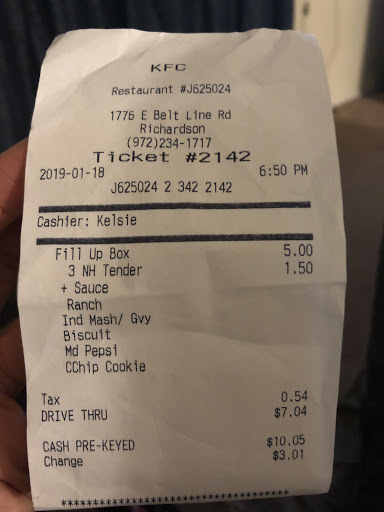 KFC
Restaurant #J625024
1776 E Belt Line Rd
Richardson
(972)234-1717
Ticket #2142
2019-01-18 6:50 PM
J625024 2 342 2142
Cashier: Kelsie
Fill Up Box 5.00
3 NH Tender 1.50
+ Sauce
Ranch
Ind Mash/ Gvy
Biscuit
Md Pepsi
CChip Cookie
Tax 0.54
DRIVE THRU $7.04
CASH PRE-KEYED $10.05
Change $3.01
************************************